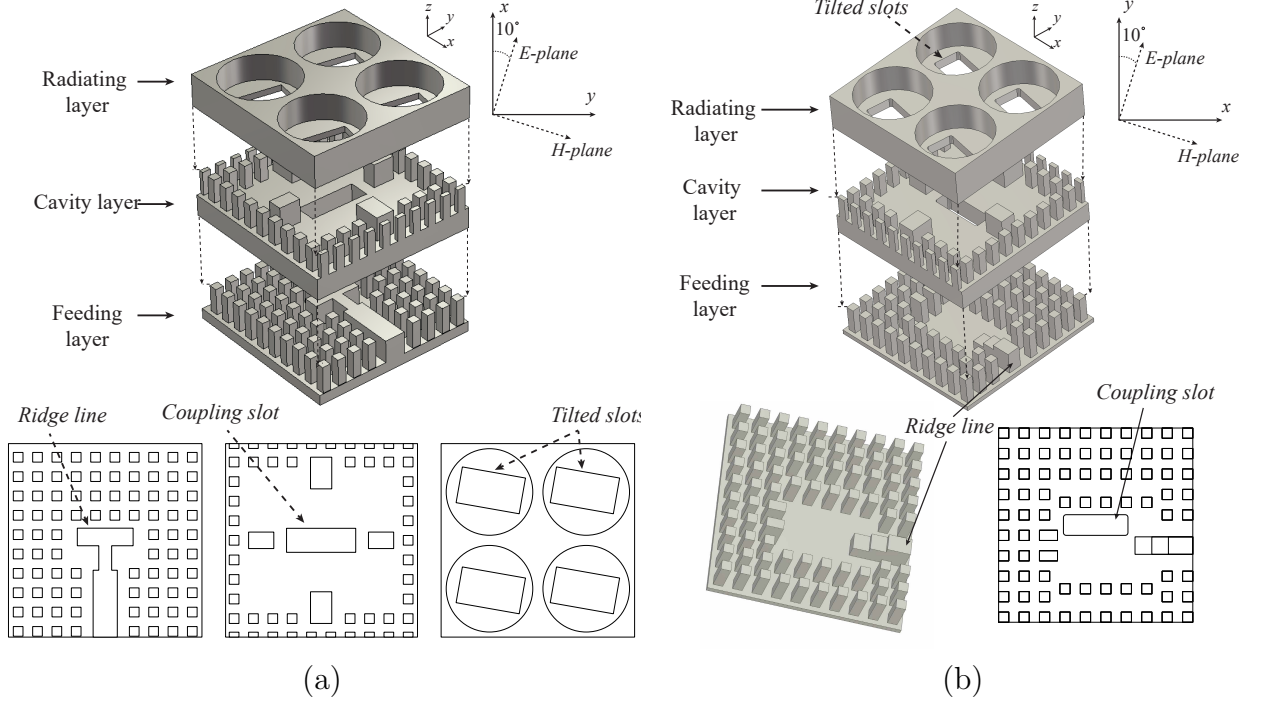 x
z
y
x
10°
E-plane
y
H-plane
Radiating
layer
Cavity layer
Feeding
layer
Ridge line
Coupling slot
Tilted slots
(a)
Tilted slots
z
y
x
y
10°
E-plane
x
H-plane
Radiating
layer
Cavity
layer
Feeding
layer
Ridge line
Coupling slot
(b)